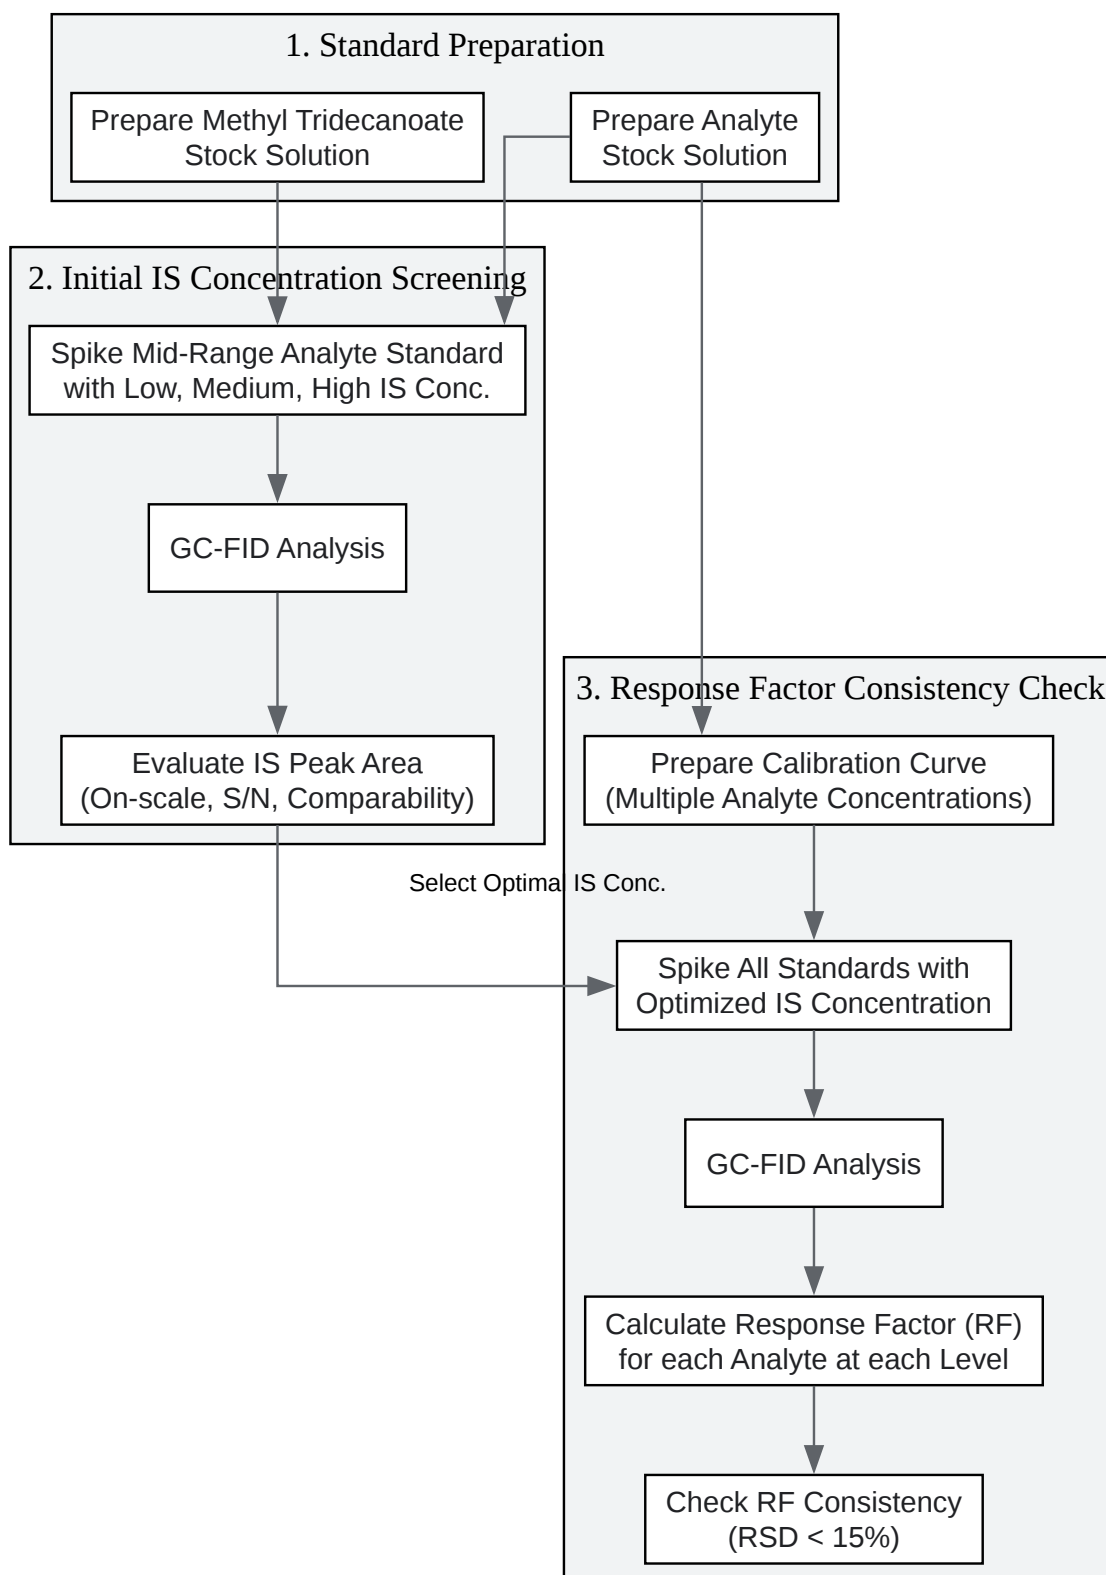 1. Standard Preparation
Prepare Methyl Tridecanoate
Stock Solution
Prepare Analyte
Stock Solution
2. Initial IS Concentration Screening
Spike Mid-Range Analyte Standard
with Low, Medium, High IS Conc.
GC-FID Analysis
Evaluate IS Peak Area
(On-scale, S/N, Comparability)
Select Optimal IS Conc.
3. Response Factor Consistency Check
Prepare Calibration Curve
(Multiple Analyte Concentrations)
Spike All Standards with
Optimized IS Concentration
GC-FID Analysis
Calculate Response Factor (RF)
for each Analyte at each Level
Check RF Consistency
(RSD < 15%)